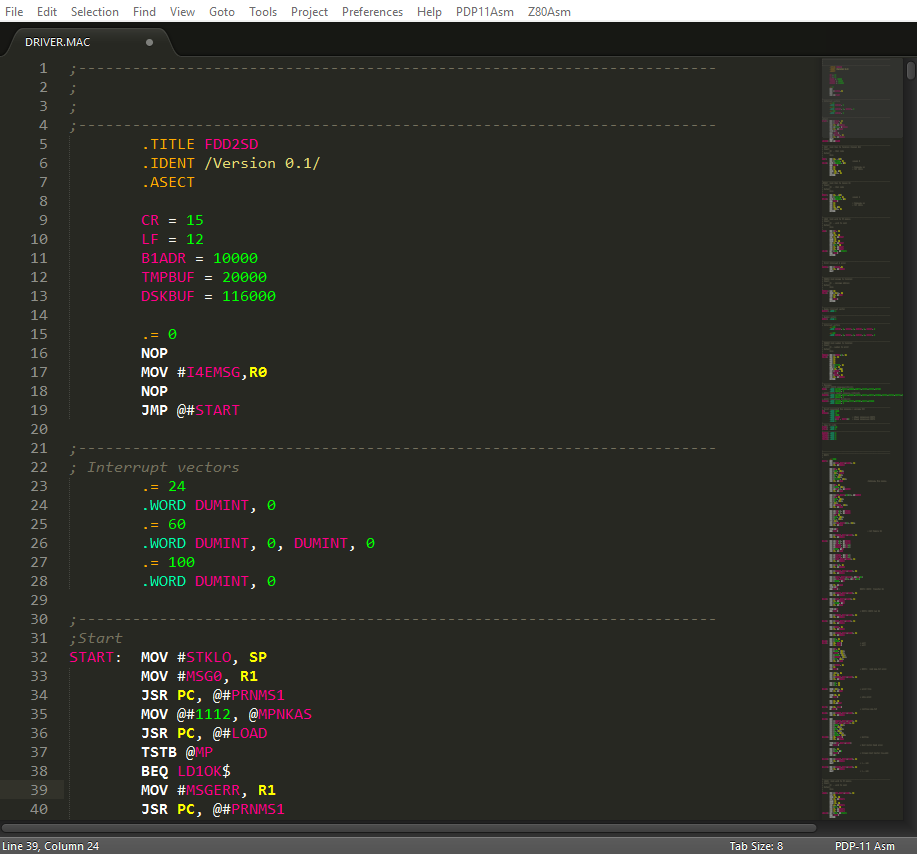 File Edit Selection Find View Goto Tools Project Preferences Help PDP11Asm Z80Asm
DRIVER.MAC
1 ;-----------------------------------------------------------------------
2 ;
3 ;
4 ;-----------------------------------------------------------------------
5 .TITLE FDD2SD
6 .IDENT /Version 0.1/
7 .ASECT
8
9 CR = 15
10 LF = 12
11 B1ADR = 10000
12 TMPBUF = 20000
13 DSKBUF = 116000
14
15 .= 0
16 NOP
17 MOV #I4EMSG,R0
18 NOP
19 JMP @#START
20
21 ;-----------------------------------------------------------------------
22 ; Interrupt vectors
23 .= 24
24 .WORD DUMINT, 0
25 .= 60
26 .WORD DUMINT, 0, DUMINT, 0
27 .= 100
28 .WORD DUMINT, 0
29
30 ;-----------------------------------------------------------------------
31 ;Start
32 START: MOV #STKLO, SP
33 MOV #MSG0, R1
34 JSR PC, @#PRNMS1
35 MOV @#1112, @MPNKAS
36 JSR PC, @#LOAD
37 TSTB @MP
38 BEQ LD1OK$
39 MOV #MSGERR, R1
40 JSR PC, @#PRNMS1
Line 39, Column 24 Tab Size: 8 PDP-11 Asm